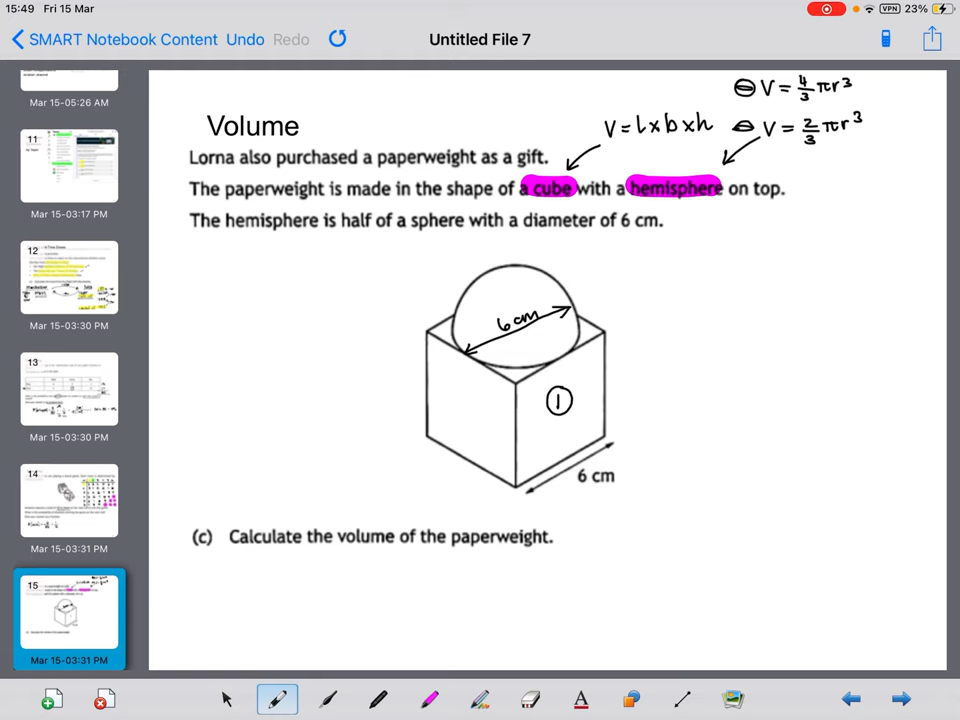 15:49 Fri 15 Mar
VPN 23%
SMART Notebook Content Undo Redo
Untitled File 7
Mar 15-05:26 AM
11
Mar 15-03:17 PM
12
Mar 15-03:30 PM
13
Mar 15-03:30 PM
14
Mar 15-03:31 PM
15
Mar 15-03:31 PM
V = 4/3 πr³
Volume
V = l x b x h
V = 2/3 πr³
Lorna also purchased a paperweight as a gift.
The paperweight is made in the shape of a cube with a hemisphere on top.
The hemisphere is half of a sphere with a diameter of 6 cm.
6 cm
1
6 cm
(c) Calculate the volume of the paperweight.
A